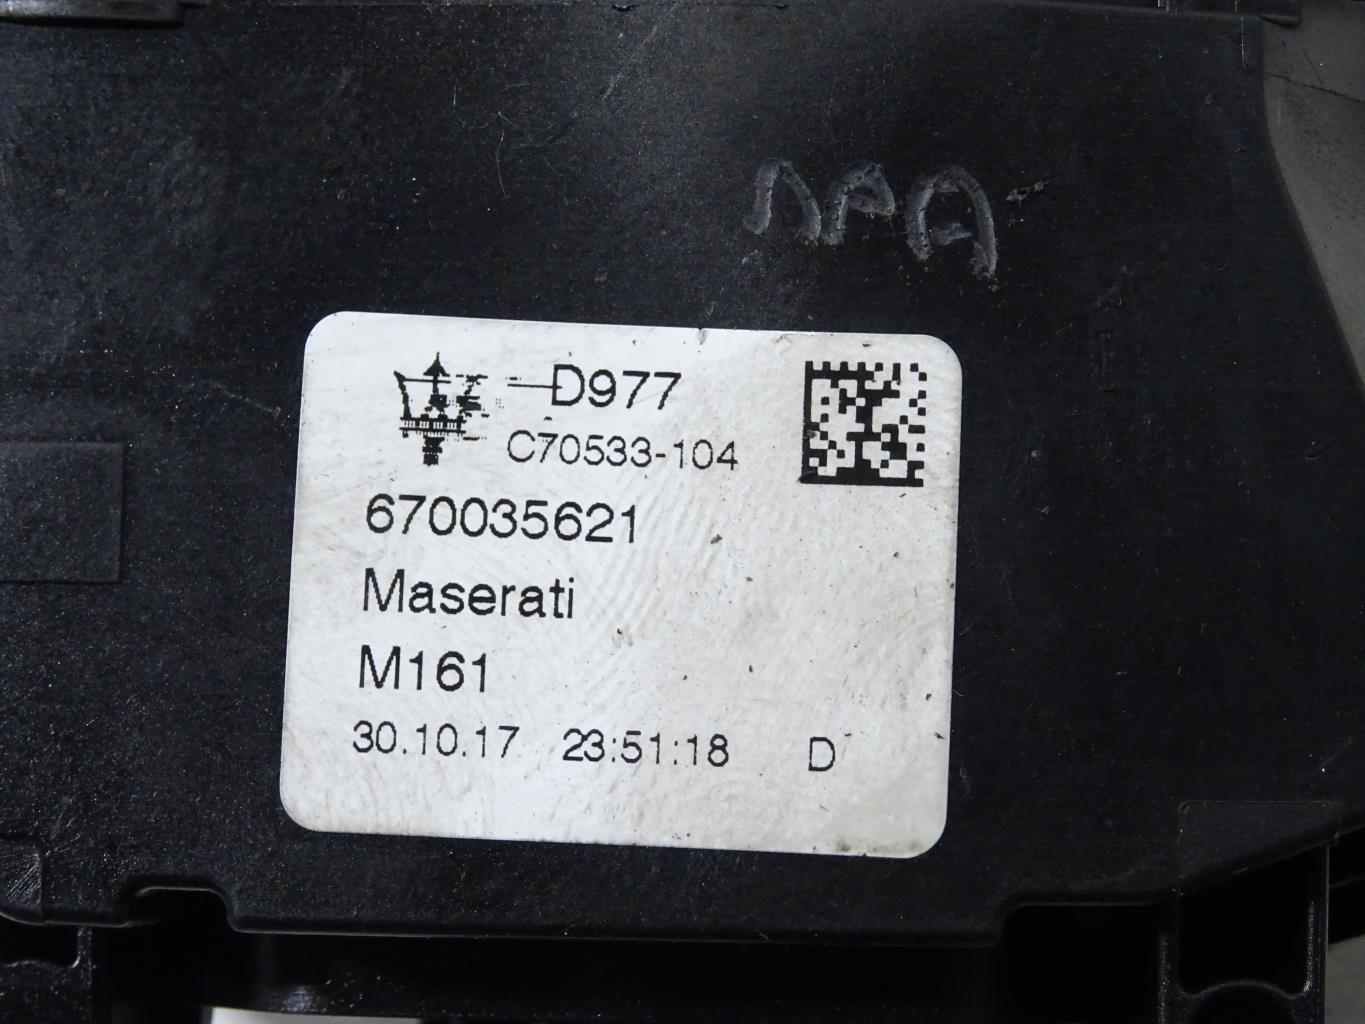 D977
C70533-104
670035621
Maserati
M161
30.10.17 23:51:18 D